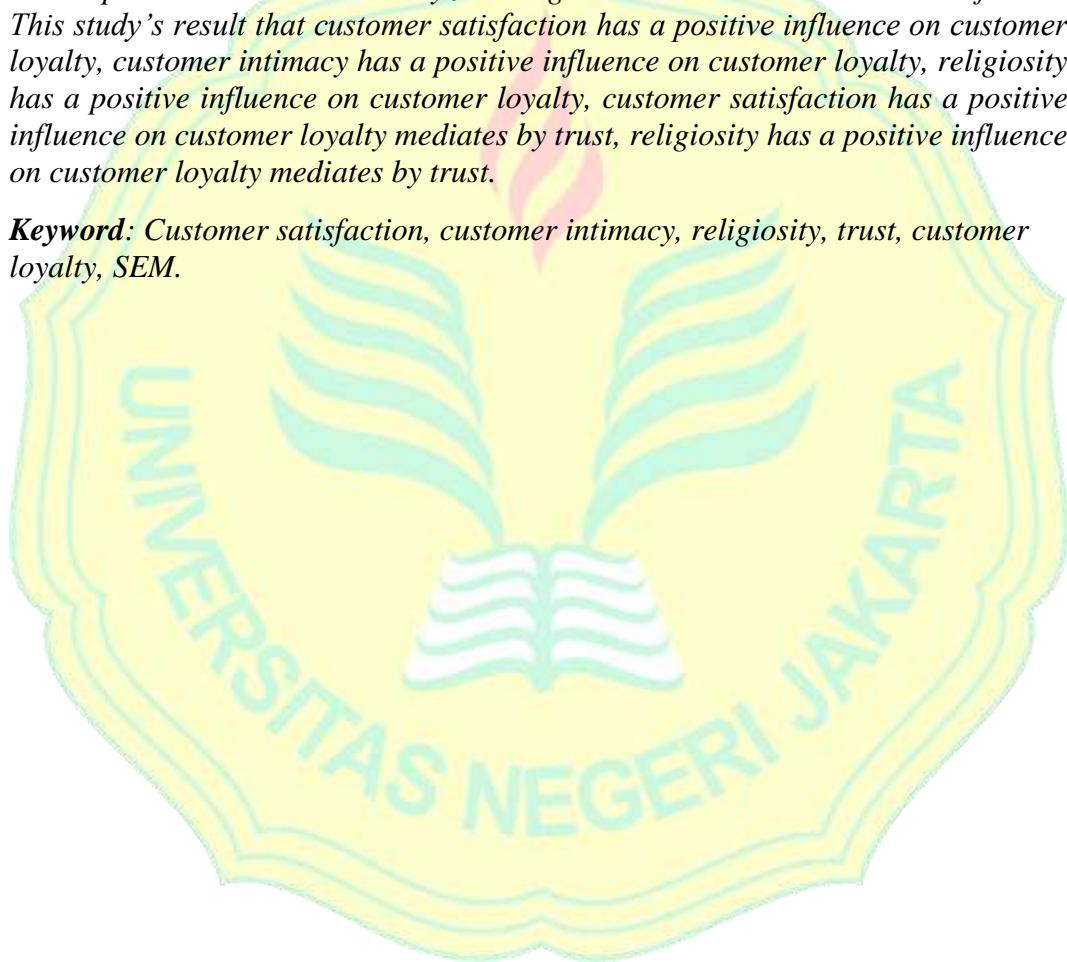 This study’s result that customer satisfaction has a positive influence on customer
loyalty, customer intimacy has a positive influence on customer loyalty, religiosity
has a positive influence on customer loyalty, customer satisfaction has a positive
influence on customer loyalty mediates by trust, religiosity has a positive influence
on customer loyalty mediates by trust.
Keyword: Customer satisfaction, customer intimacy, religiosity, trust, customer
loyalty, SEM.
UNIVERSITAS NEGERI JAKARTA